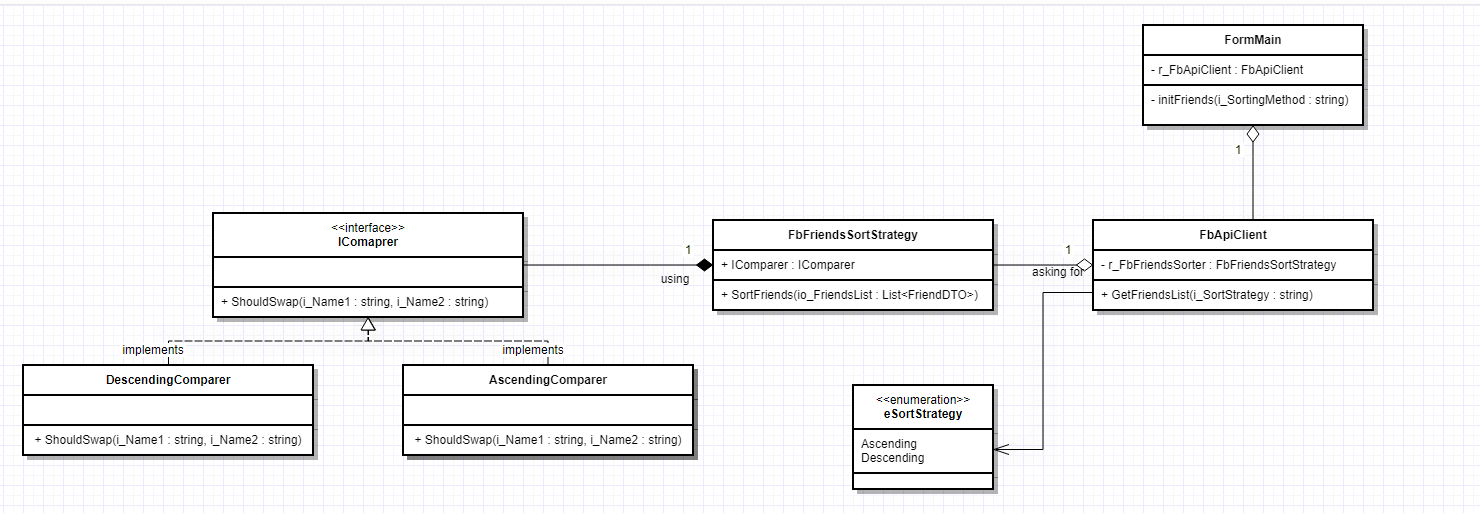 FormMain
- r_FbApiClient : FbApiClient
- initFriends(i_SortingMethod : string)
1
<<interface>>
IComaprer
+ ShouldSwap(i_Name1 : string, i_Name2 : string)
1
using
FbFriendsSortStrategy
+ IComparer : IComparer
+ SortFriends(io_FriendsList : List<FriendDTO>)
1
asking for
FbApiClient
- r_FbFriendsSorter : FbFriendsSortStrategy
+ GetFriendsList(i_SortStrategy : string)
implements
implements
DescendingComparer
+ ShouldSwap(i_Name1 : string, i_Name2 : string)
AscendingComparer
+ ShouldSwap(i_Name1 : string, i_Name2 : string)
<<enumeration>>
eSortStrategy
Ascending
Descending